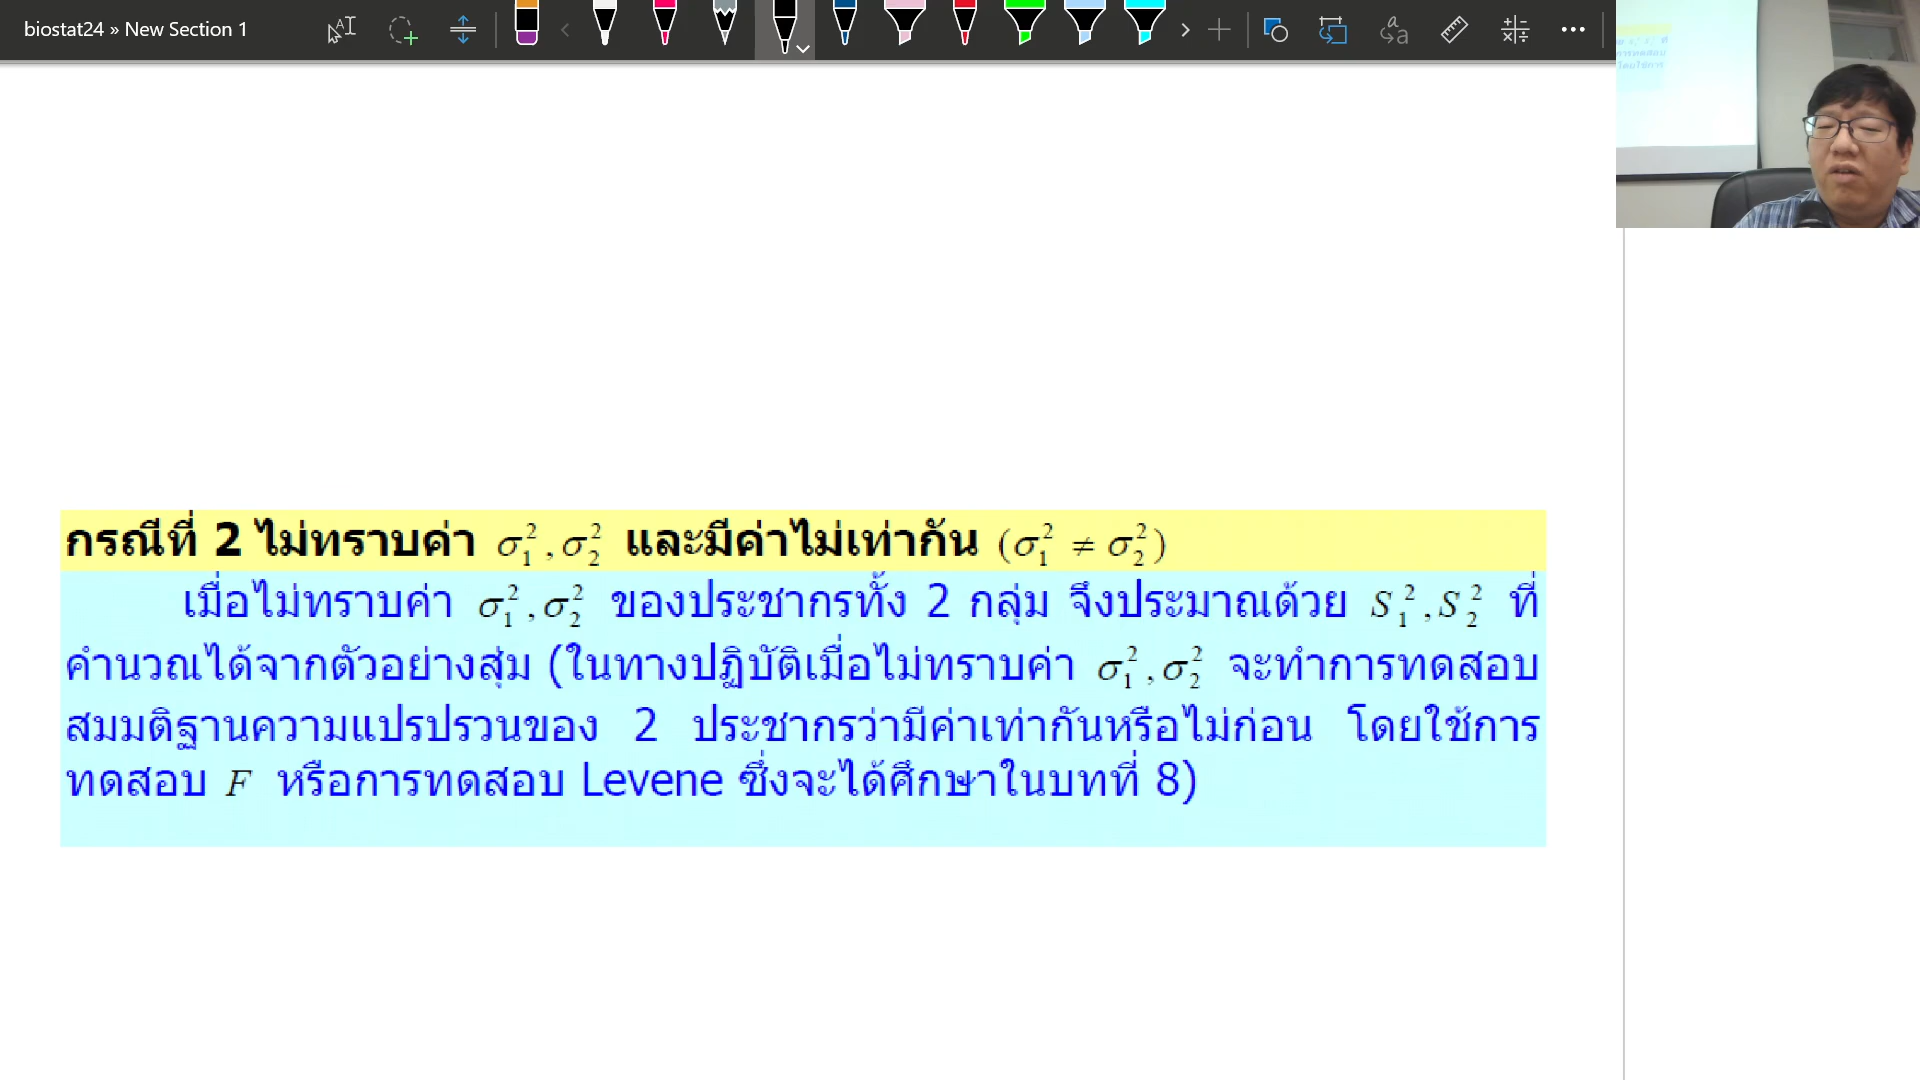 biostat24 » New Section 1
กรณีที่ 2 ไม่ทราบค่า σ₁²,σ₂² และมีค่าไม่เท่ากัน (σ₁² ≠ σ₂²)
เมื่อไม่ทราบค่า σ₁²,σ₂² ของประชากรทั้ง 2 กลุ่ม จึงประมาณด้วย S₁²,S₂² ที่
คำนวณได้จากตัวอย่างสุ่ม (ในทางปฏิบัติเมื่อไม่ทราบค่า σ₁²,σ₂² จะทำการทดสอบ
สมมติฐานความแปรปรวนของ 2 ประชากรว่ามีค่าเท่ากันหรือไม่ก่อน โดยใช้การ
ทดสอบ F หรือการทดสอบ Levene ซึ่งจะได้ศึกษาในบทที่ 8)